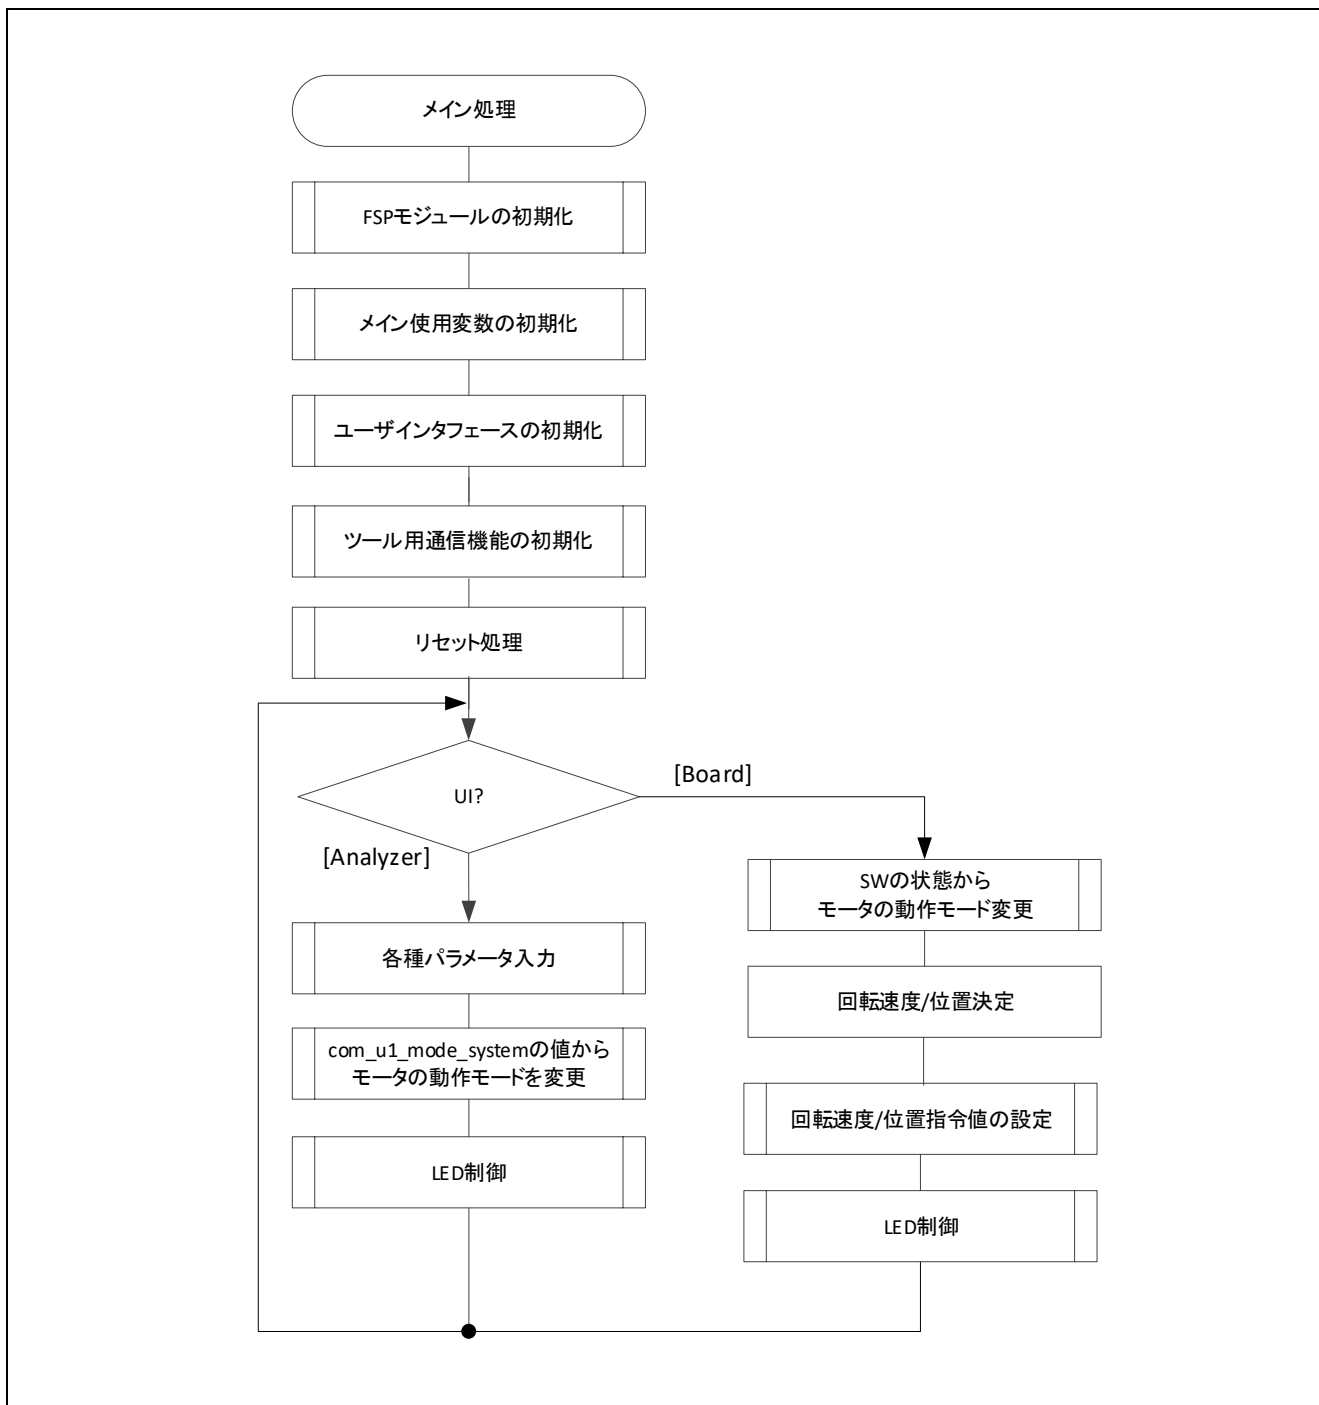 メイン処理
FSPモジュールの初期化
メイン使用変数の初期化
ユーザインタフェースの初期化
ツール用通信機能の初期化
リセット処理
UI?
[Board]
[Analyzer]
各種パラメータ入力
com_u1_mode_systemの値から
モータの動作モードを変更
LED制御
SWの状態から
モータの動作モード変更
回転速度/位置決定
回転速度/位置指令値の設定
LED制御